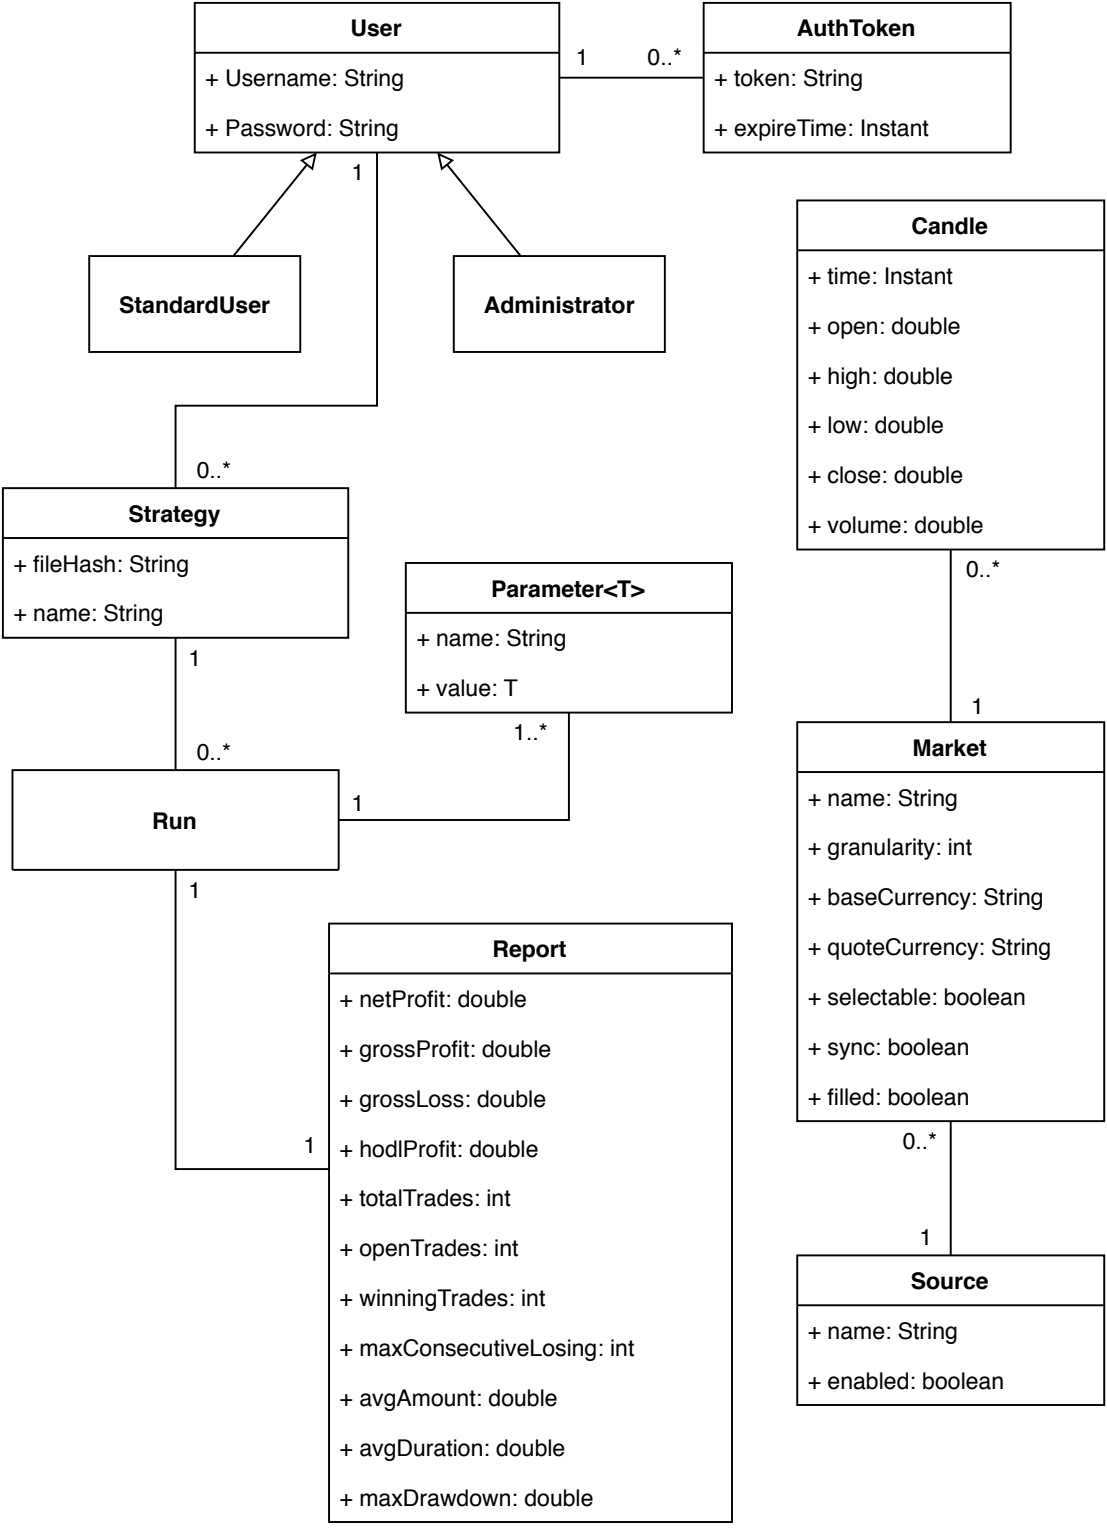 User
+ Username: String
+ Password: String
1
0..*
AuthToken
+ token: String
+ expireTime: Instant
1
StandardUser
Administrator
Candle
+ time: Instant
+ open: double
+ high: double
+ low: double
+ close: double
+ volume: double
0..*
0..*
Strategy
+ fileHash: String
+ name: String
1
Parameter<T>
+ name: String
+ value: T
1..*
1
0..*
Run
1
1
Market
+ name: String
+ granularity: int
+ baseCurrency: String
+ quoteCurrency: String
+ selectable: boolean
+ sync: boolean
+ filled: boolean
0..*
Report
+ netProfit: double
+ grossProfit: double
+ grossLoss: double
1
+ hodlProfit: double
+ totalTrades: int
+ openTrades: int
+ winningTrades: int
+ maxConsecutiveLosing: int
+ avgAmount: double
+ avgDuration: double
+ maxDrawdown: double
1
Source
+ name: String
+ enabled: boolean